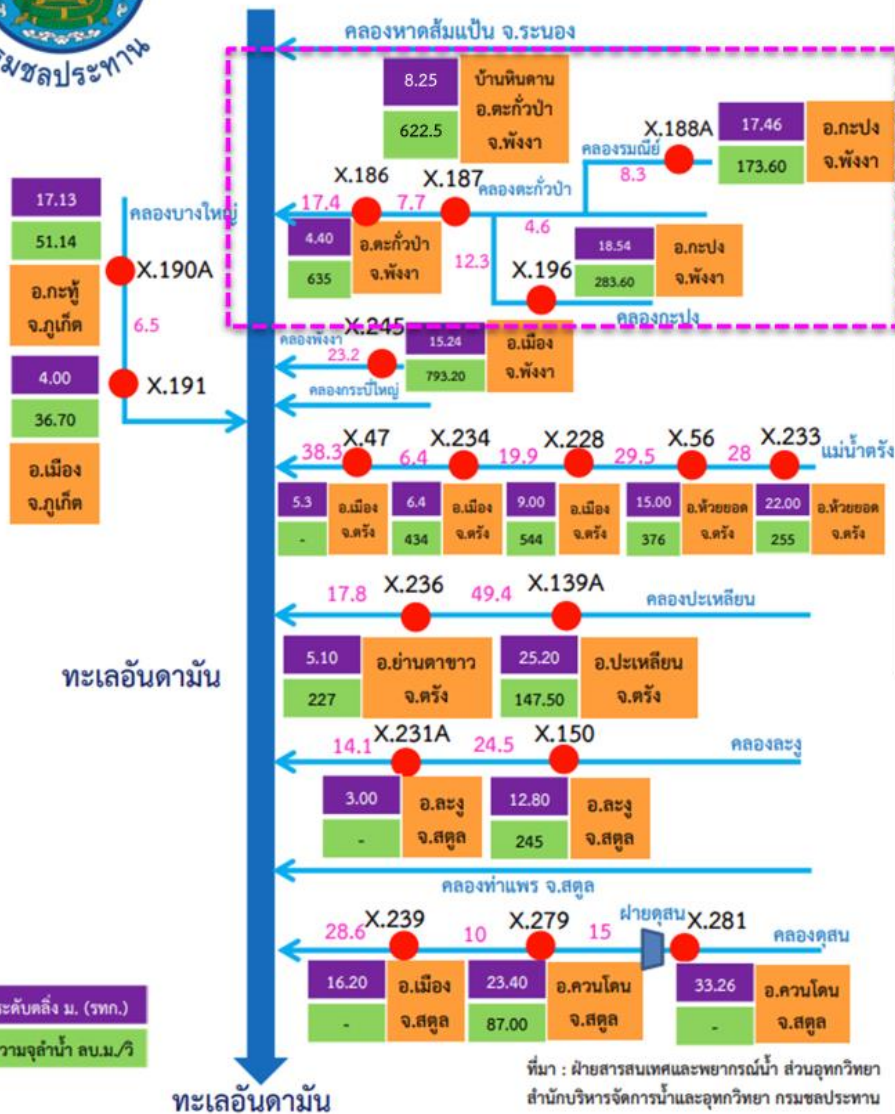 มชลประทาน
คลองหาดส้มแป้น จ.ระนอง
8.25
622.5
บ้านหินดาน
อ.ตะกั่วป่า
จ.พังงา
X.188A
17.46
173.60
อ.กะปง
จ.พังงา
คลองรมณีย์
8.3
X.186
X.187
17.4
7.7
คลองตะกั่วป่า
4.40
635
อ.ตะกั่วป่า
จ.พังงา
12.3
4.6
X.196
18.54
283.60
อ.กะปง
จ.พังงา
คลองกะปง
17.13
51.14
อ.กะทู้
จ.ภูเก็ต
คลองบางใหญ่
X.190A
6.5
4.00
36.70
อ.เมือง
จ.ภูเก็ต
X.191
คลองพังงา
X.245
23.2
15.24
793.20
อ.เมือง
จ.พังงา
คลองกระบี่ใหญ่
38.3
X.47
6.4
X.234
19.9
X.228
29.5
X.56
28
X.233
แม่น้ำตรัง
5.3
-
อ.เมือง
จ.ตรัง
6.4
434
อ.เมือง
จ.ตรัง
9.00
544
อ.เมือง
จ.ตรัง
15.00
376
อ.ห้วยยอด
จ.ตรัง
22.00
255
อ.ห้วยยอด
จ.ตรัง
17.8
X.236
49.4
X.139A
คลองปะเหลียน
5.10
227
อ.ย่านตาขาว
จ.ตรัง
25.20
147.50
อ.ปะเหลียน
จ.ตรัง
ทะเลอันดามัน
14.1
X.231A
24.5
X.150
คลองละงู
3.00
-
อ.ละงู
จ.สตูล
12.80
245
อ.ละงู
จ.สตูล
คลองท่าแพร จ.สตูล
28.6
X.239
10
X.279
15
ฝายดุสน
X.281
คลองดุสน
16.20
-
อ.เมือง
จ.สตูล
23.40
87.00
อ.ควนโดน
จ.สตูล
33.26
-
อ.ควนโดน
จ.สตูล
ระดับตลิ่ง ม. (รทก.)
วามจุลำน้ำ ลบ.ม./วิ
ทะเลอันดามัน
ที่มา : ฝ่ายสารสนเทศและพยากรณ์น้ำ ส่วนอุทกวิทยา
สำนักบริหารจัดการน้ำและอุทกวิทยา กรมชลประทาน